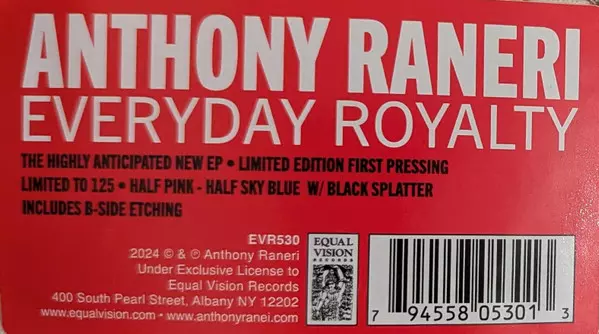 ANTHONY RANERI
EVERYDAY ROYALTY
THE HIGHLY ANTICIPATED NEW EP • LIMITED EDITION FIRST PRESSING
LIMITED TO 125 • HALF PINK - HALF SKY BLUE W/ BLACK SPLATTER
INCLUDES B-SIDE ETCHING
EVR530
2024 © & ℗ Anthony Raneri
Under Exclusive License to
Equal Vision Records
400 South Pearl Street, Albany NY 12202
www.equalvision.com • www.anthonyranei.com
EQUAL
VISION
RECORDS
7 94558 05301 3